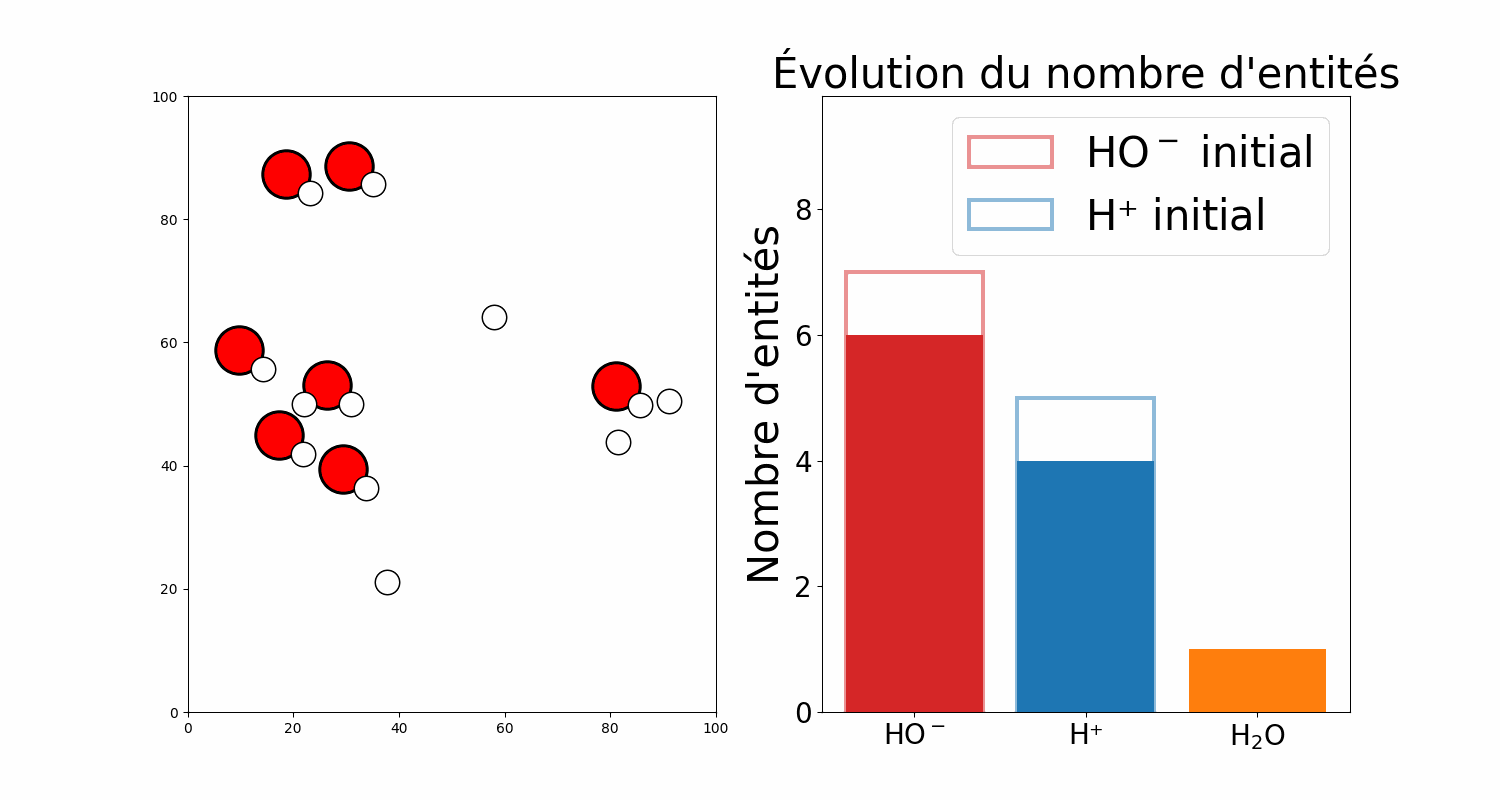 100
80
60
40
20
0
0 20 40 60 80 100
Évolution du nombre d'entités
HO⁻ initial
H⁺ initial
Nombre d'entités
8
6
4
2
0
HO⁻ H⁺ H₂O